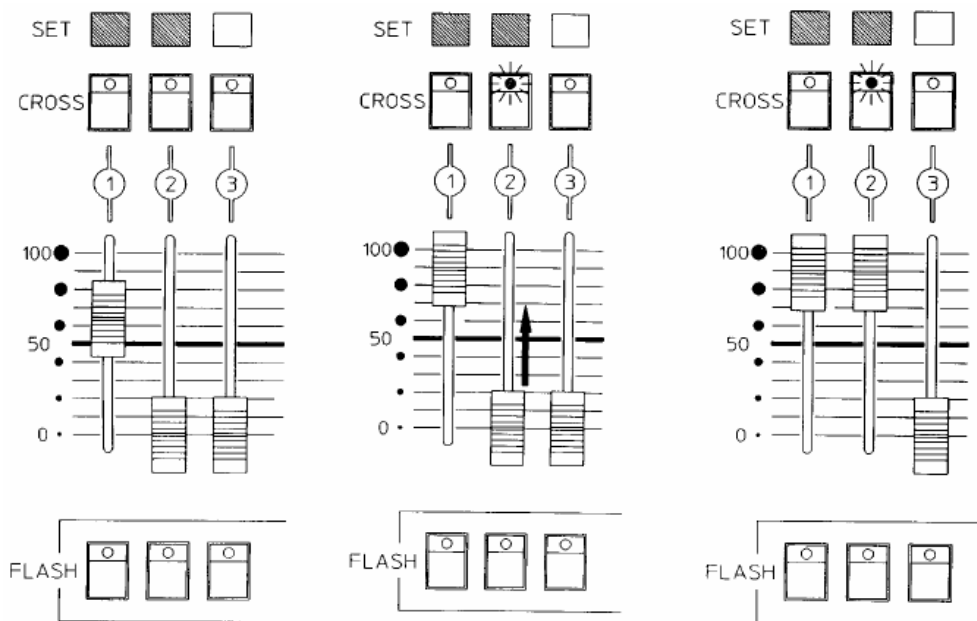 SET SET SET
CROSS CROSS CROSS
1 2 3 1 2 3 1 2 3
100 100 100
50 50 50
0 0 0
FLASH FLASH FLASH